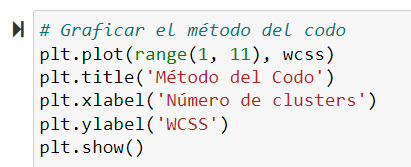 # Graficar el método del codo
plt.plot(range(1, 11), wcss)
plt.title('Método del Codo')
plt.xlabel('Número de clusters')
plt.ylabel('WCSS')
plt.show()